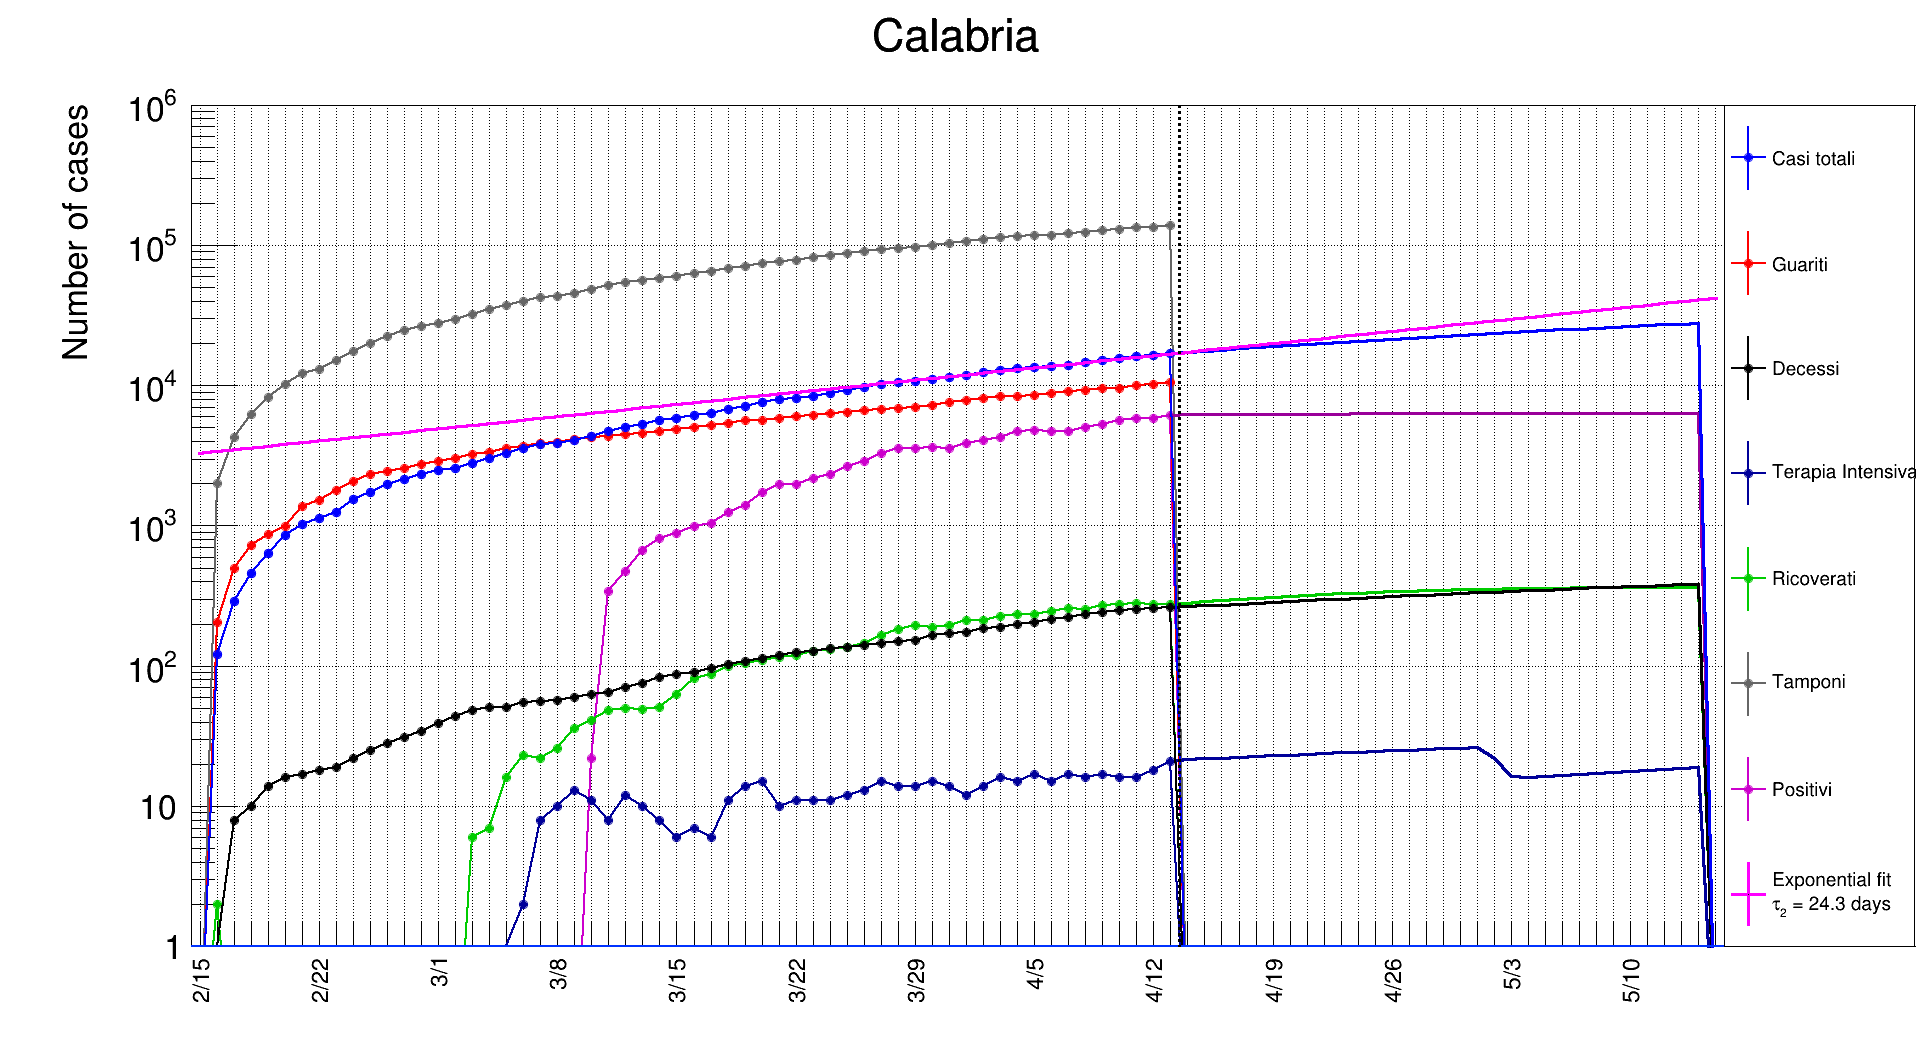 Calabria
Number of cases
10^6
10^5
10^4
10^3
10^2
10
1
2/15 2/22 3/1 3/8 3/15 3/22 3/29 4/5 4/12 4/19 4/26 5/3 5/10
Casi totali
Guariti
Decessi
Terapia Intensiva
Ricoverati
Tamponi
Positivi
Exponential fit
τ₂ = 24.3 days